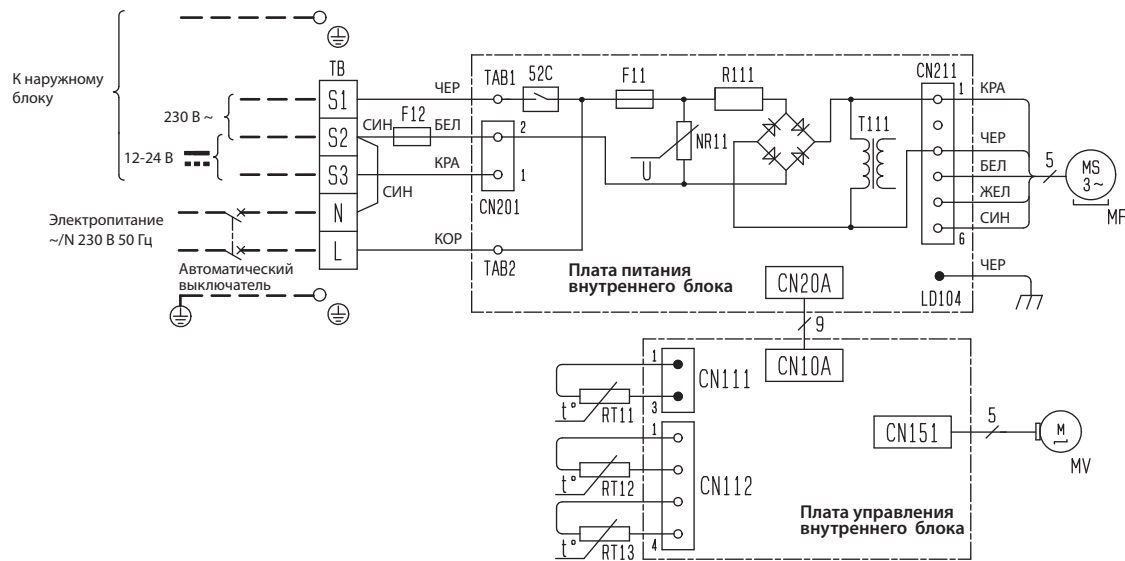 К наружному
блоку
230 В ~
12-24 В
Электропитание
~/N 230 В 50 Гц
Автоматический
выключатель
TB
S1
S2
S3
N
L
ЧЕР
СИН
F12
БЕЛ
КРА
СИН
КОР
TAB1
52C
F11
R111
CN211
2
1
CN201
TAB2
U
NR11
T111
1
6
КРА
ЧЕР
БЕЛ
ЖЕЛ
СИН
5
MS
3~
MF
Плата питания
внутреннего блока
CN20A
LD104
ЧЕР
9
CN10A
1
3
CN111
t°
RT11
1
4
CN112
t°
RT12
t°
RT13
CN151
5
M
MV
Плата управления
внутреннего блока